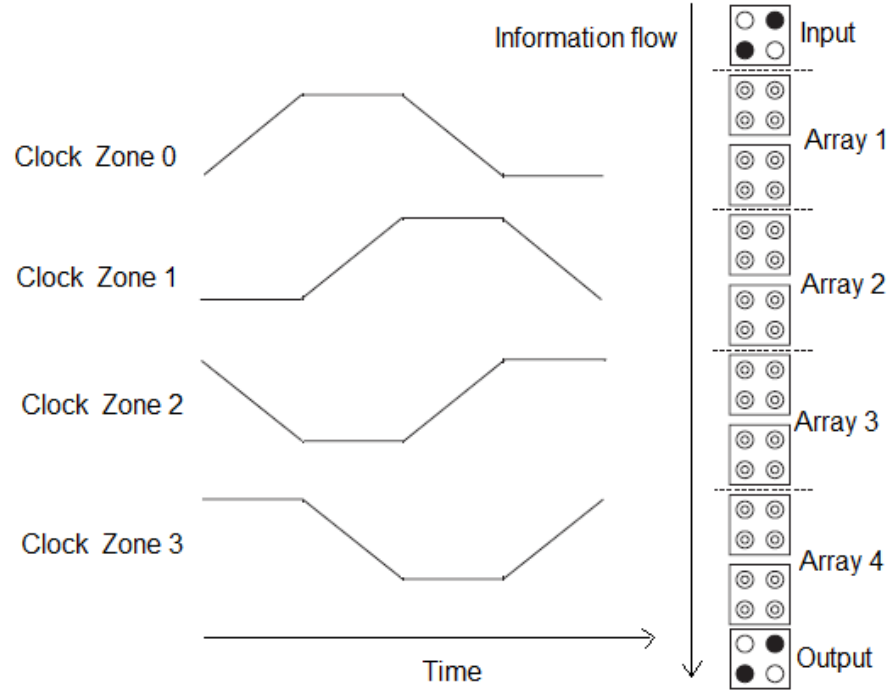 Information flow
Input
Clock Zone 0
Array 1
Clock Zone 1
Array 2
Clock Zone 2
Array 3
Clock Zone 3
Array 4
Time
Output